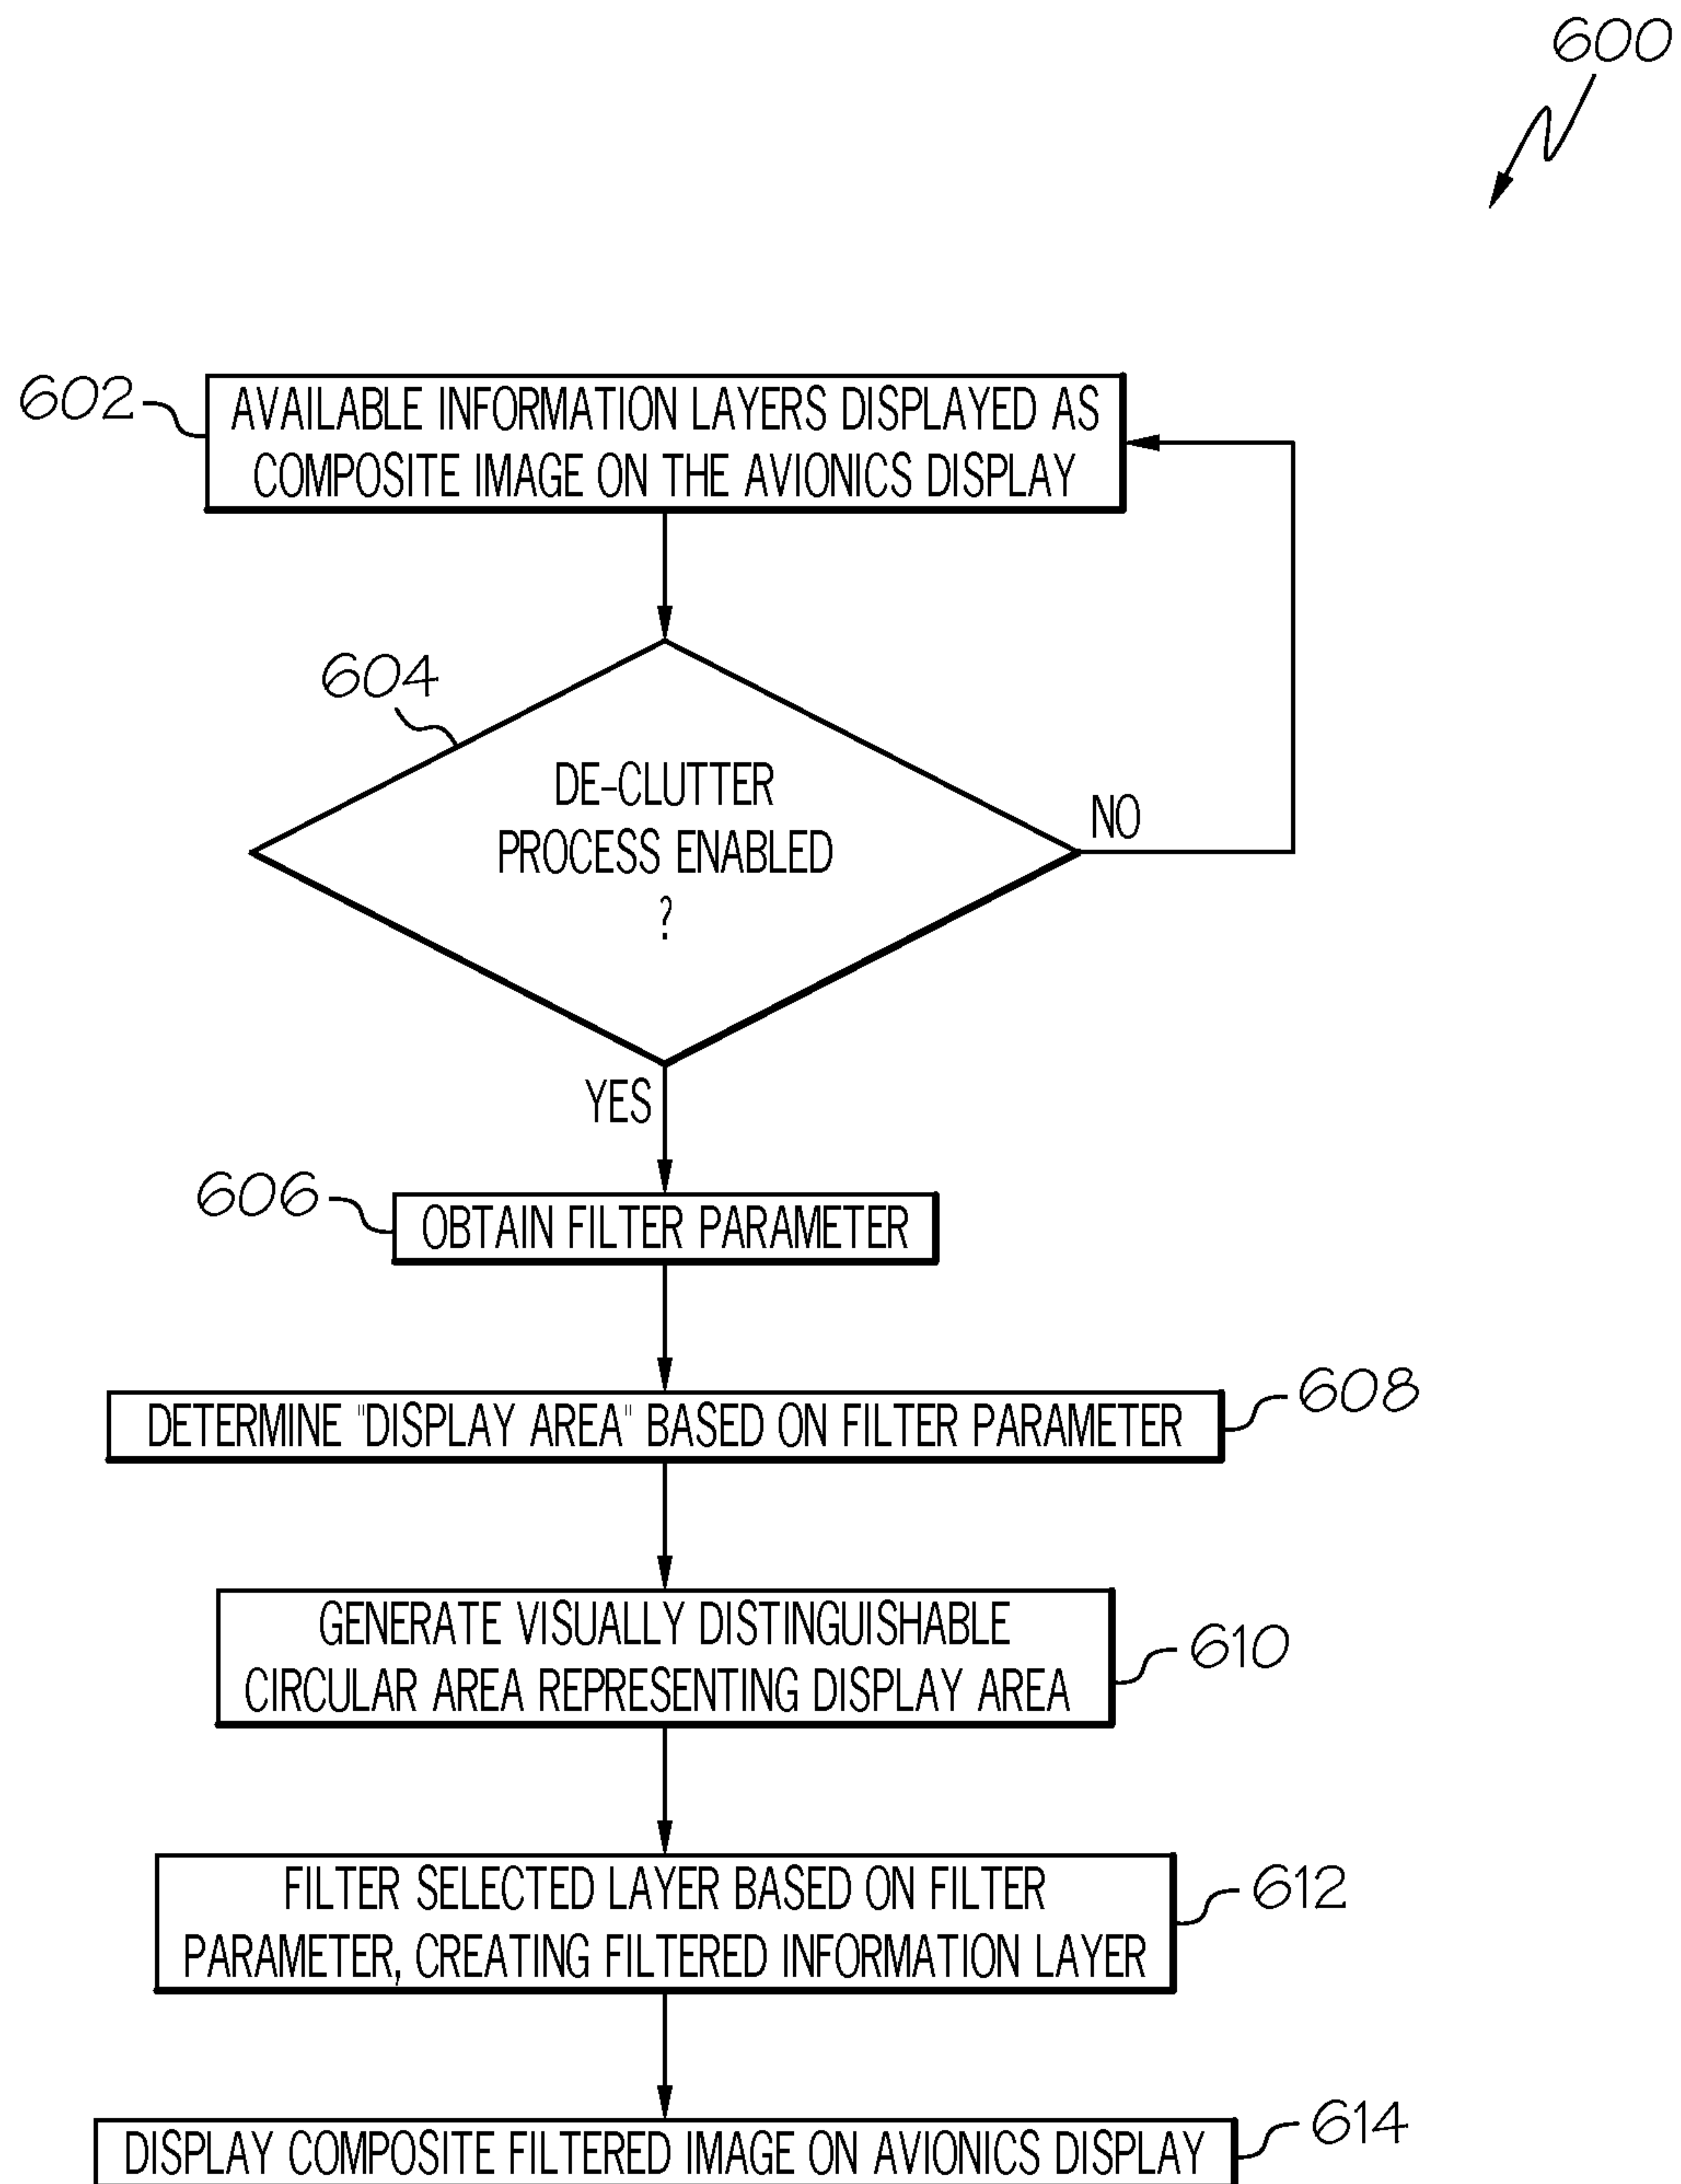 600
602
AVAILABLE INFORMATION LAYERS DISPLAYED AS
COMPOSITE IMAGE ON THE AVIONICS DISPLAY
604
DE-CLUTTER
PROCESS ENABLED
?
NO
YES
606
OBTAIN FILTER PARAMETER
608
DETERMINE "DISPLAY AREA" BASED ON FILTER PARAMETER
GENERATE VISUALLY DISTINGUISHABLE
CIRCULAR AREA REPRESENTING DISPLAY AREA
610
FILTER SELECTED LAYER BASED ON FILTER
PARAMETER, CREATING FILTERED INFORMATION LAYER
612
614
DISPLAY COMPOSITE FILTERED IMAGE ON AVIONICS DISPLAY